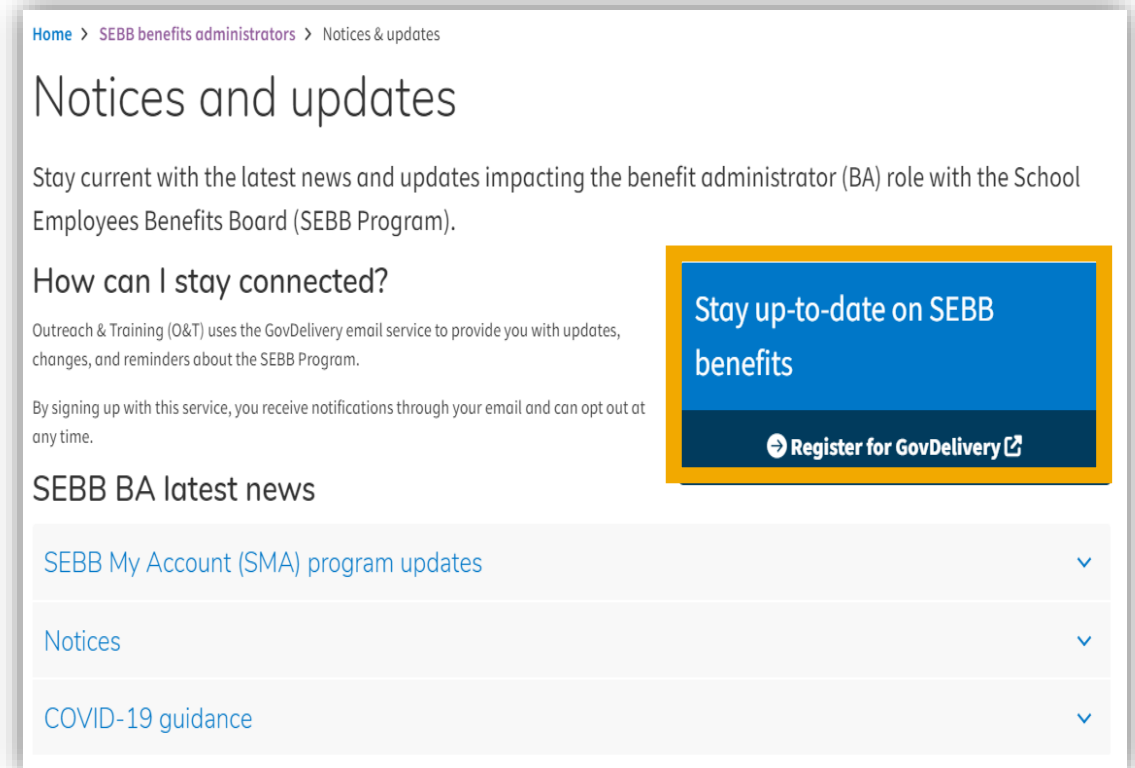 Home > SEBB benefits administrators > Notices & updates
Notices and updates
Stay current with the latest news and updates impacting the benefit administrator (BA) role with the School
Employees Benefits Board (SEBB Program).
How can I stay connected?
Outreach & Training (O&T) uses the GovDelivery email service to provide you with updates,
changes, and reminders about the SEBB Program.
By signing up with this service, you receive notifications through your email and can opt out at
any time.
Stay up-to-date on SEBB
benefits
Register for GovDelivery
SEBB BA latest news
SEBB My Account (SMA) program updates
Notices
COVID-19 guidance